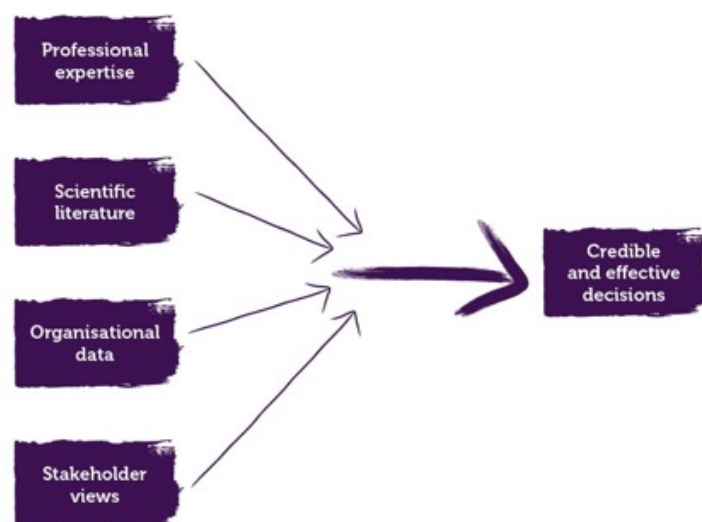 Professional
expertise
Scientific
literature
Organisational
data
Stakeholder
views
Credible
and effective
decisions